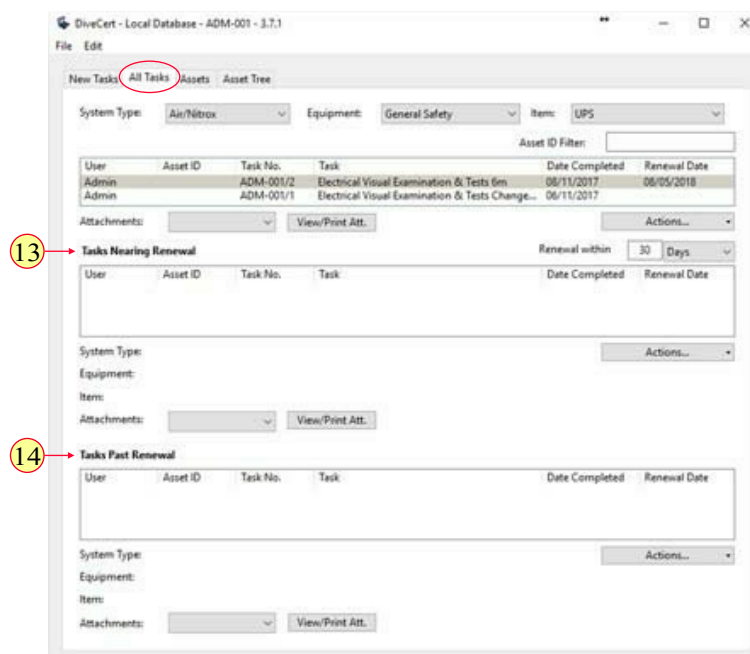 DiveCert - Local Database - ADM-001 - 3.7.1
File Edit
New Tasks All Tasks Assets Asset Tree
System Type: Air/Nitrox Equipment: General Safety Item: UPS
Asset ID Filter:
User Asset ID Task No. Task Date Completed Renewal Date
Admin ADM-001/2 Electrical Visual Examination & Tests 6m 06/11/2017 06/05/2018
Admin ADM-001/1 Electrical Visual Examination & Tests Change... 06/11/2017
Attachments: View/Print Att. Actions...
13 Tasks Nearing Renewal Renewal within 30 Days
User Asset ID Task No. Task Date Completed Renewal Date
System Type: Actions...
Equipment:
Item:
Attachments: View/Print Att.
14 Tasks Past Renewal
User Asset ID Task No. Task Date Completed Renewal Date
System Type: Actions...
Equipment:
Item:
Attachments: View/Print Att.